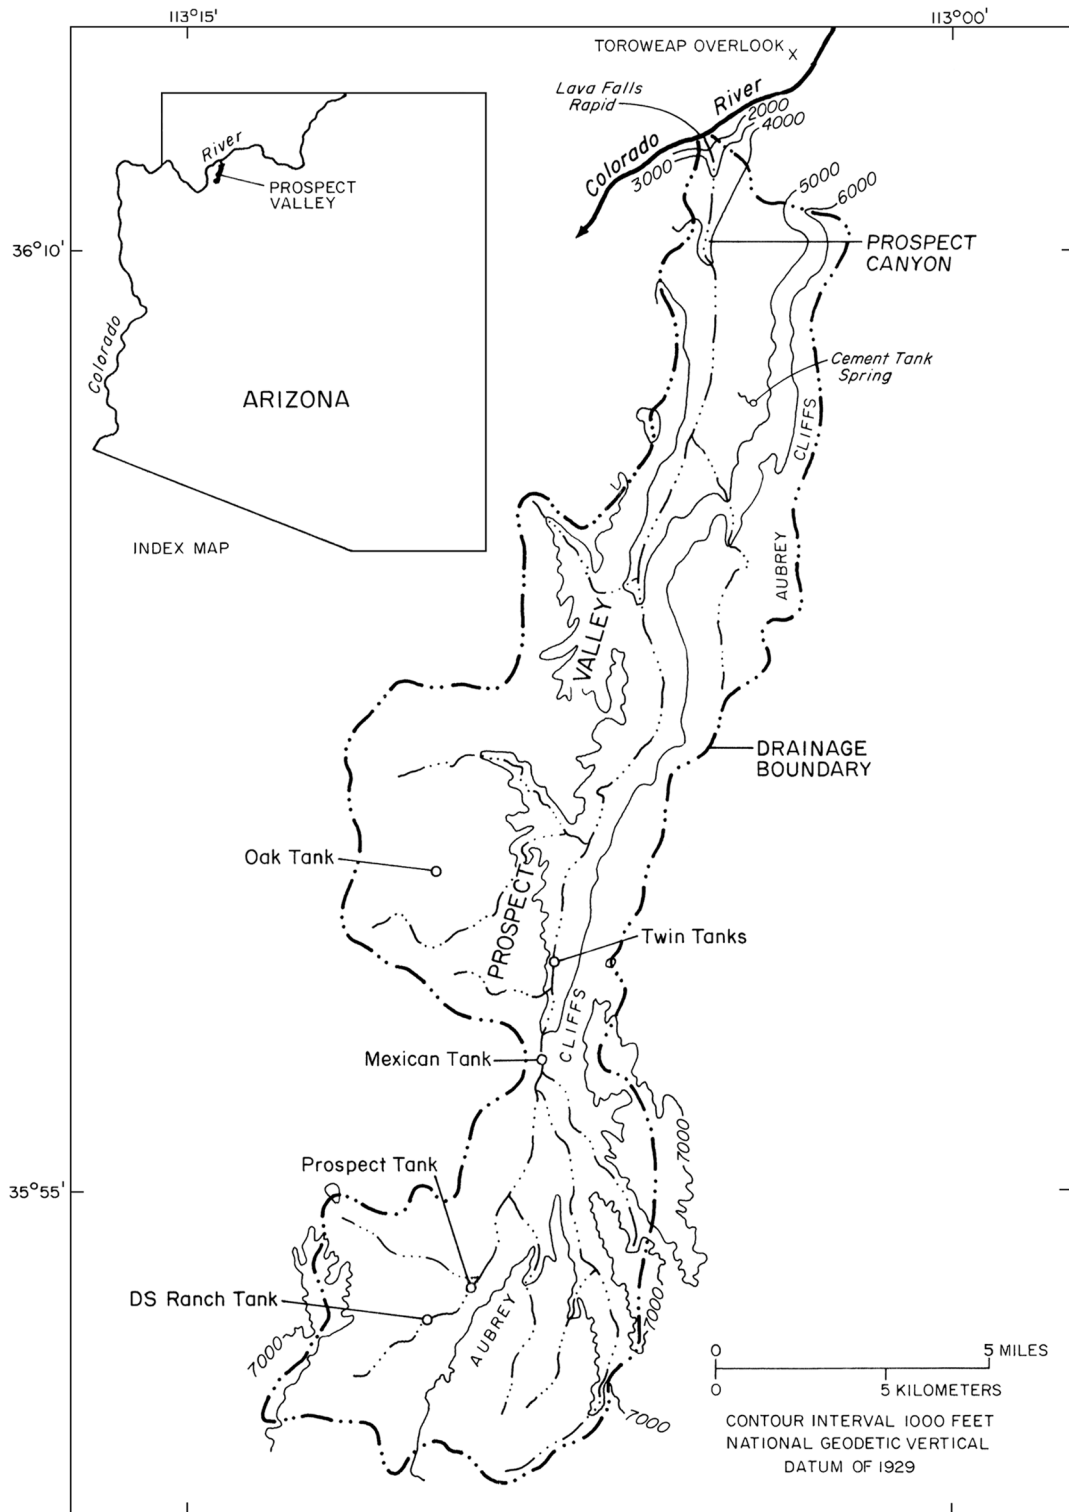 113°15'
113°00'
TOROWEAP OVERLOOK
X
Lava Falls
Rapid
River
Colorado
2000
4000
3000
5000
6000
36°10'
PROSPECT
CANYON
River
PROSPECT
VALLEY
Colorado
ARIZONA
INDEX MAP
Cement Tank
Spring
CLIFFS
AUBREY
VALLEY
DRAINAGE
BOUNDARY
Oak Tank
PROSPECT
Twin Tanks
CLIFFS
Mexican Tank
7000
Prospect Tank
35°55'
DS Ranch Tank
AUBREY
7000
7000
7000
0 5 MILES
0 5 KILOMETERS
CONTOUR INTERVAL 1000 FEET
NATIONAL GEODETIC VERTICAL
DATUM OF 1929